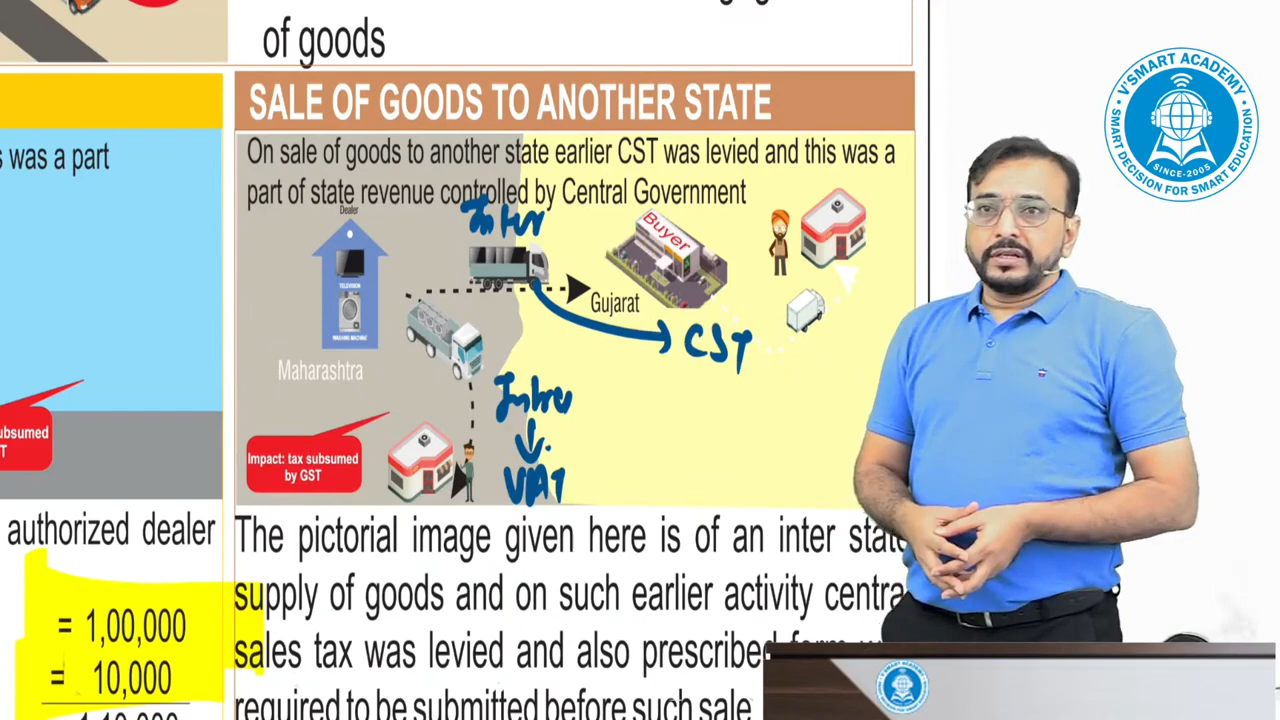 of goods
SALE OF GOODS TO ANOTHER STATE
s was a part
On sale of goods to another state earlier CST was levied and this was a
part of state revenue controlled by Central Government
Dealer
Inter
Buyer
TELEVISION
WASHING MACHINE
Gujarat
CST
Maharashtra
Intra
VAT
ubsumed
T
Impact: tax subsumed
by GST
authorized dealer
= 1,00,000
= 10,000
The pictorial image given here is of an inter state
supply of goods and on such earlier activity centra
sales tax was levied and also prescribed form
required to be submitted before such sale
V'SMART ACADEMY
SINCE-2005
SMART DECISION FOR SMART EDUCATION